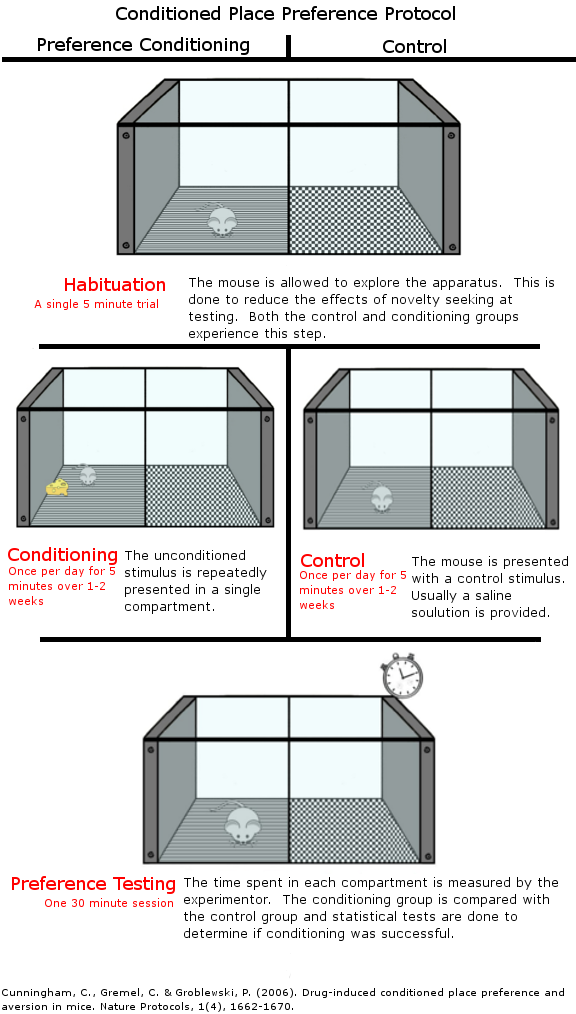 Conditioned Place Preference Protocol
Preference Conditioning
Control
Habituation
A single 5 minute trial
The mouse is allowed to explore the apparatus.  This is
done to reduce the effects of novelty seeking at
testing.  Both the control and conditioning groups
experience this step.
Conditioning
Once per day for 5
minutes over 1-2
weeks
The unconditioned
stimulus is repeatedly
presented in a single
compartment.
Control
Once per day for 5
minutes over 1-2
weeks
The mouse is presented
with a control stimulus.
Usually a saline
soulution is provided.
Preference Testing
One 30 minute session
The time spent in each compartment is measured by the
experimentor.  The conditioning group is compared with
the control group and statistical tests are done to
determine if conditioning was successful.
Cunningham, C., Gremel, C. & Groblewski, P. (2006). Drug-induced conditioned place preference and
aversion in mice. Nature Protocols, 1(4), 1662-1670.